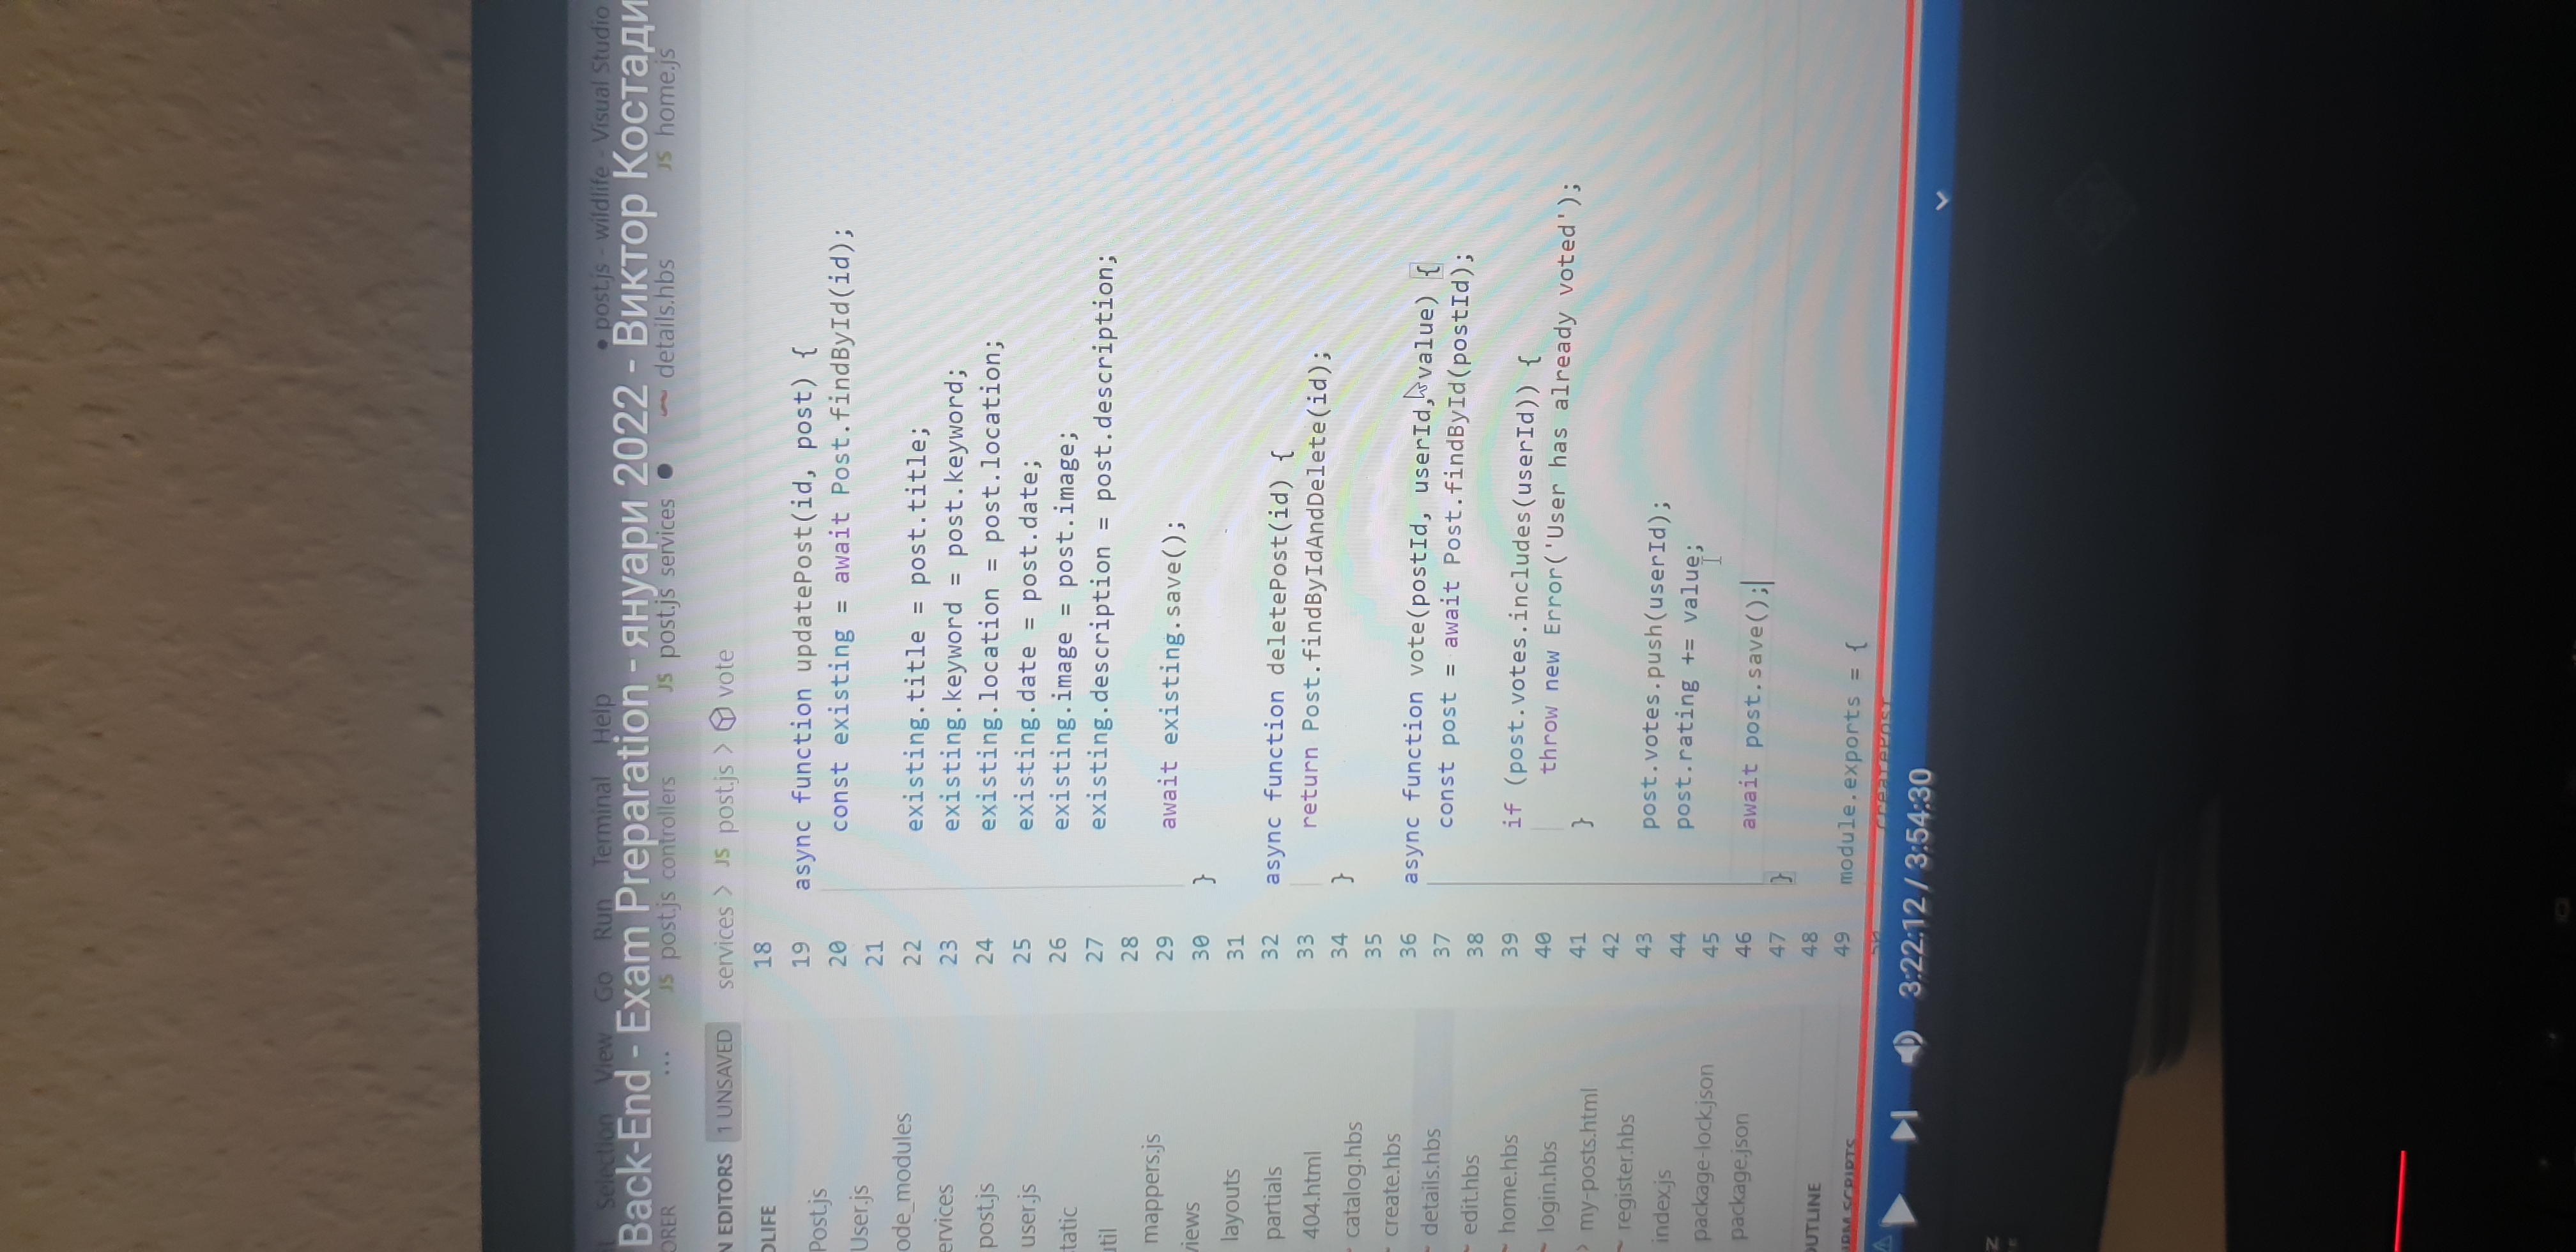 Selection View Go Run Terminal Help ● post.js - wildlife - Visual Studio
Back-End - Exam Preparation - януари 2022 - Виктор Костади
ORER ··· JS post.js controllers JS post.js services ● details.hbs JS home.js
N EDITORS 1 UNSAVED services > JS post.js > vote
DLIFE
Post.js
User.js
ode_modules
ervices
post.js
user.js
tatic
util
mappers.js
views
layouts
partials
404.html
catalog.hbs
create.hbs
details.hbs
edit.hbs
home.hbs
login.hbs
my-posts.html
register.hbs
index.js
package-lock.json
package.json
OUTLINE
18
19 async function updatePost(id, post) {
20 const existing = await Post.findById(id);
21
22 existing.title = post.title;
23 existing.keyword = post.keyword;
24 existing.location = post.location;
25 existing.date = post.date;
26 existing.image = post.image;
27 existing.description = post.description;
28
29 await existing.save();
30 }
31
32 async function deletePost(id) {
33 return Post.findByIdAndDelete(id);
34 }
35
36 async function vote(postId, userId, value) {
37 const post = await Post.findById(postId);
38
39 if (post.votes.includes(userId)) {
40 throw new Error('User has already voted');
41 }
42
43 post.votes.push(userId);
44 post.rating += value;
45
46 await post.save();
47 }
48
49 module.exports = {
3:22:12 / 3:54:30